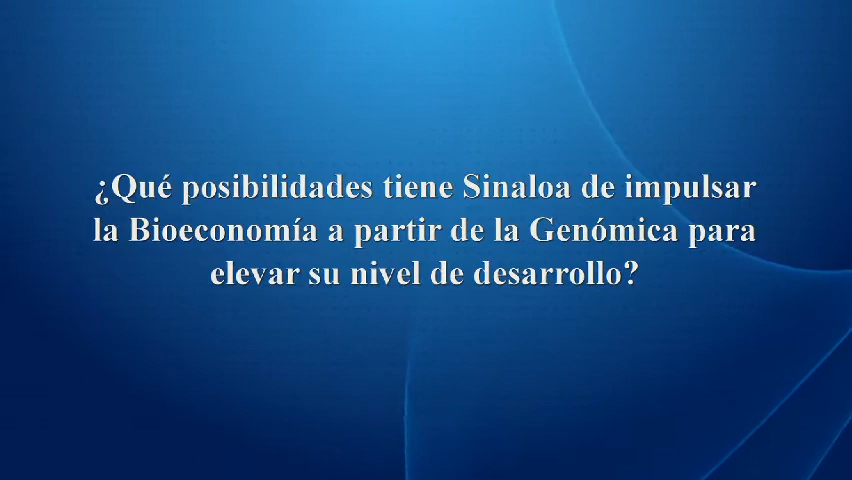 ¿Qué posibilidades tiene Sinaloa de impulsar
la Bioeconomía a partir de la Genómica para
elevar su nivel de desarrollo?